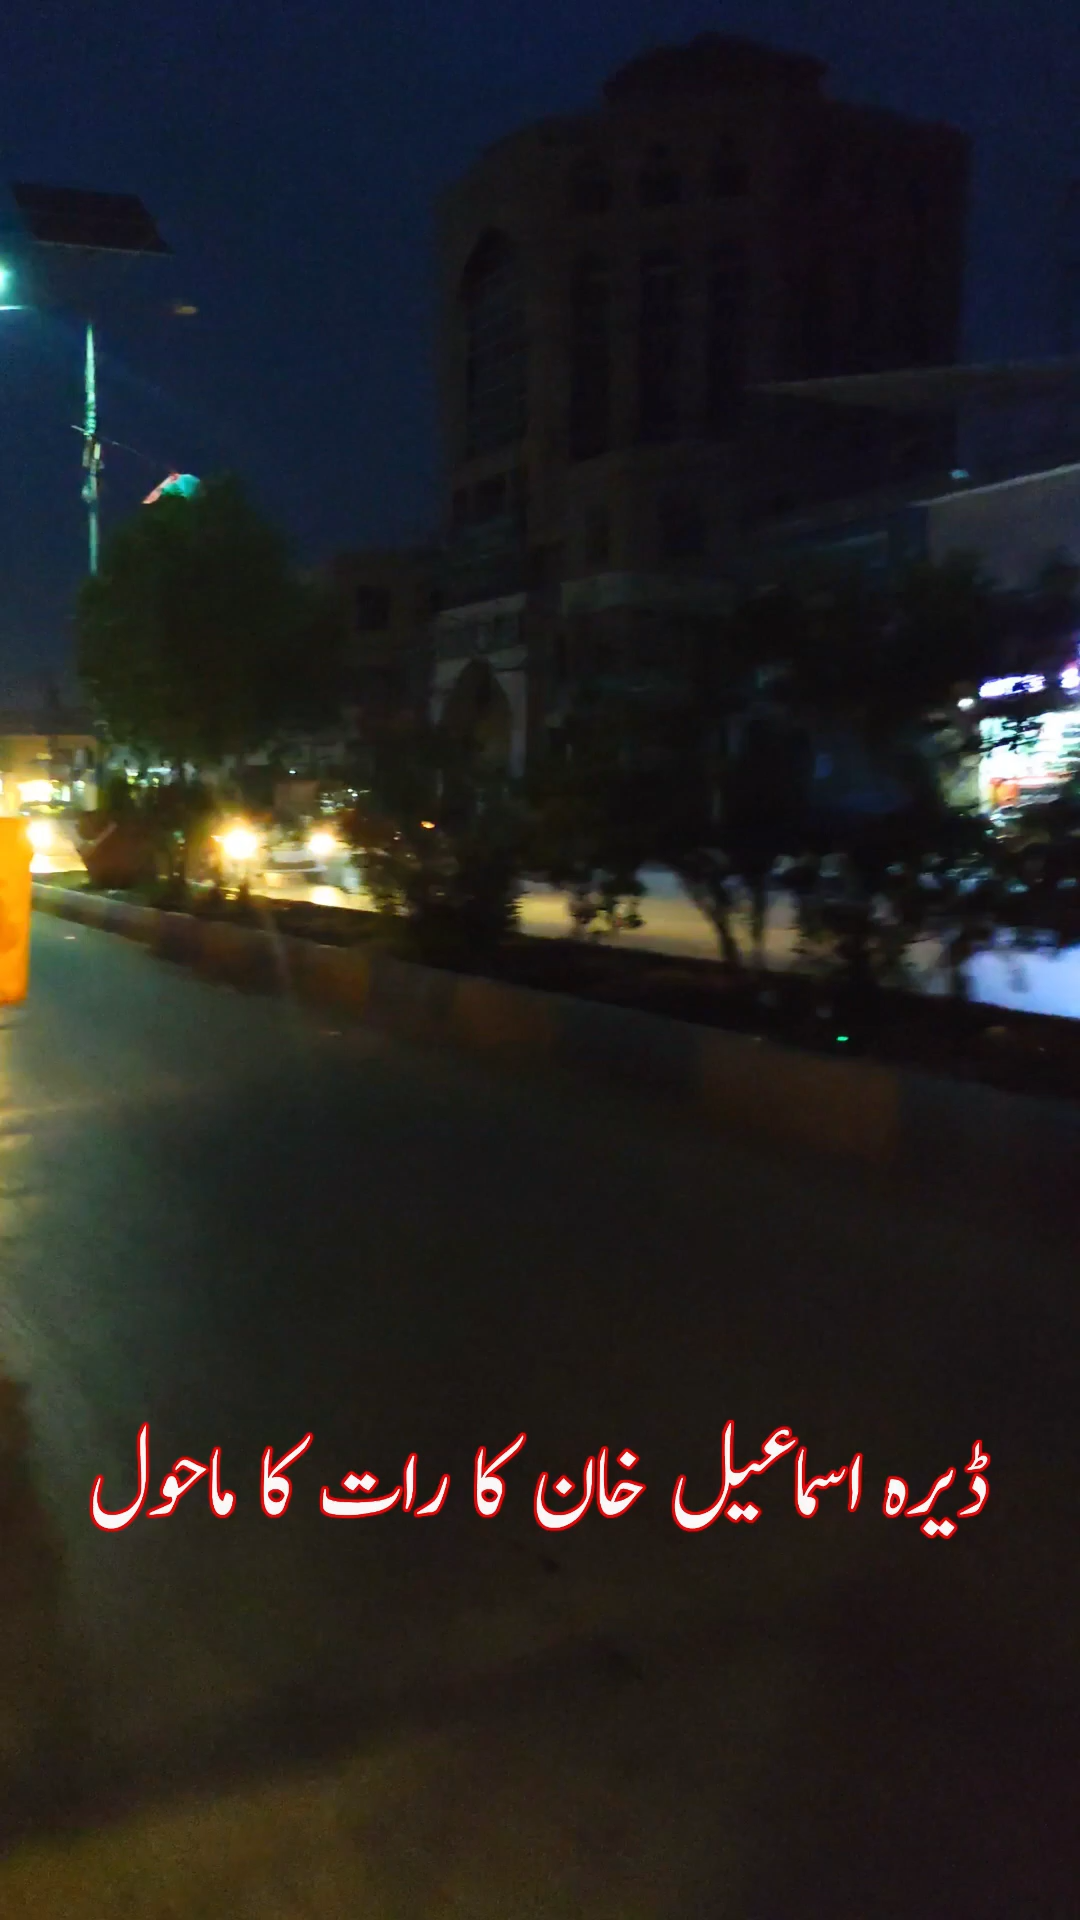 ڈیرہ اسماعیل خان کا رات کا ماحول